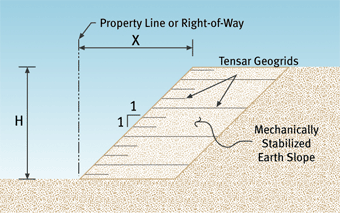 Property Line or Right-of-Way
X
Tensar Geogrids
H
1
1
Mechanically
Stabilized
Earth Slope